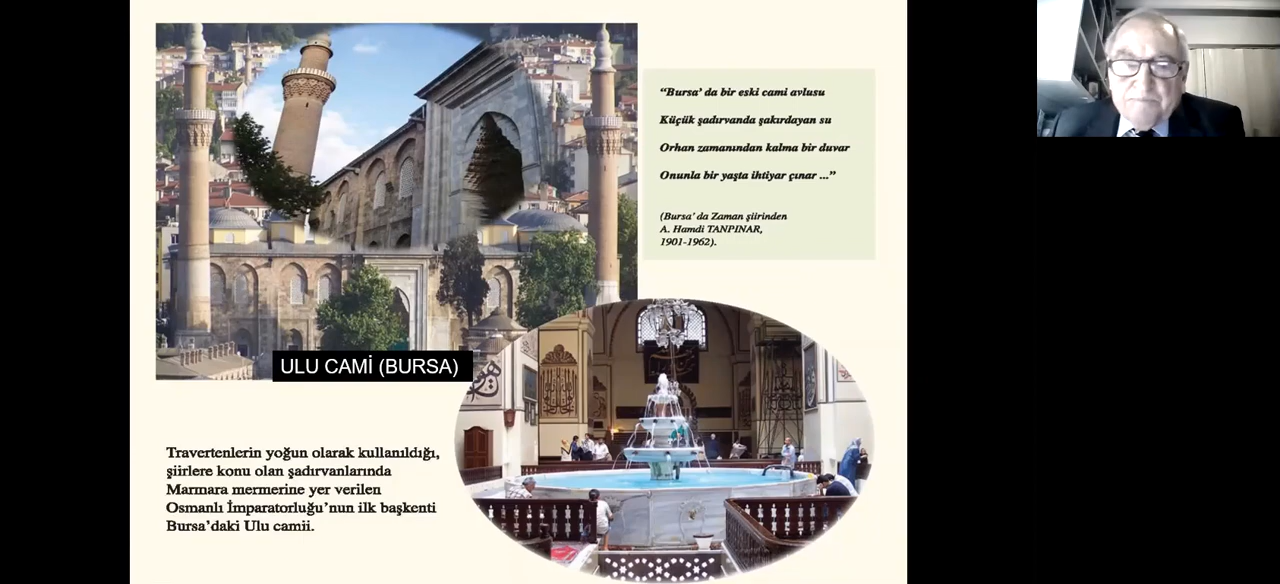 “Bursa’ da bir eski cami avlusu
Küçük şadırvanda şakırdayan su
Orhan zamanından kalma bir duvar
Onunla bir yaşta ihtiyar çınar ...”
(Bursa’ da Zaman şiirinden
A. Hamdi TANPINAR,
1901-1962).
ULU CAMİ (BURSA)
Travertenlerin yoğun olarak kullanıldığı,
şiirlere konu olan şadırvanlarında
Marmara mermerine yer verilen
Osmanlı İmparatorluğu’nun ilk başkenti
Bursa’daki Ulu camii.